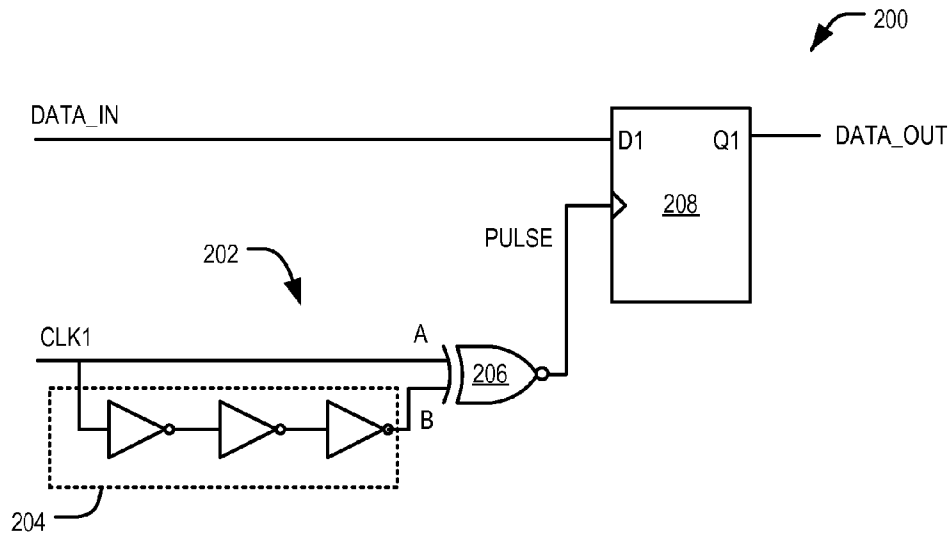 200
DATA_IN
D1
Q1
DATA_OUT
208
PULSE
202
CLK1
A
206
B
204